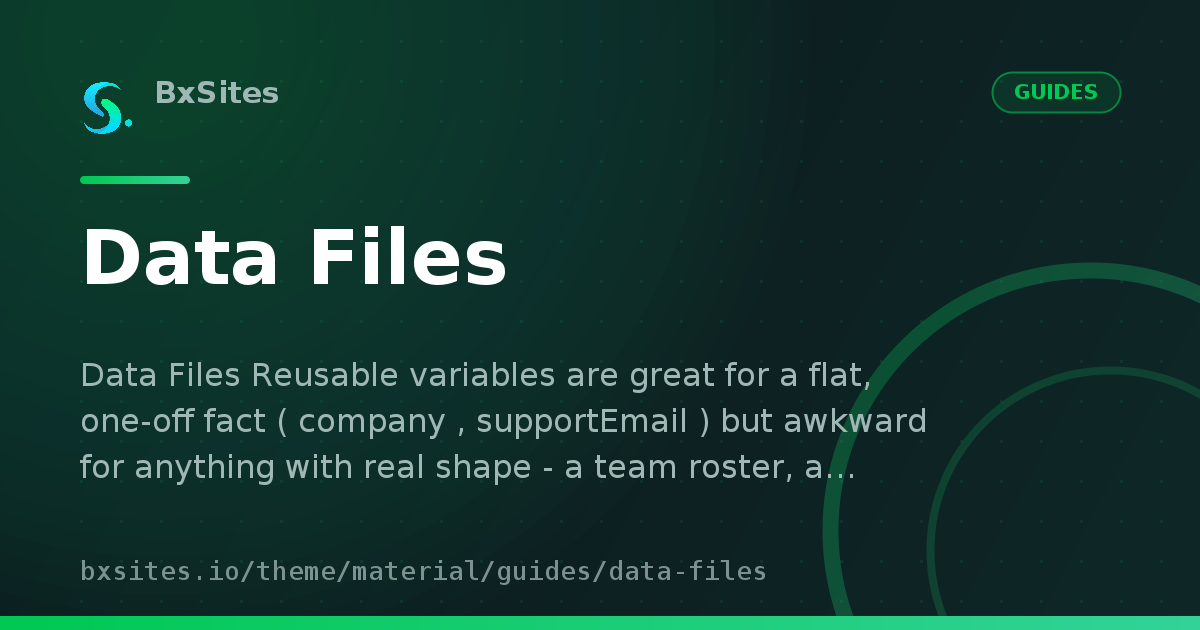 BxSites
GUIDES
Data Files
Data Files Reusable variables are great for a flat,
one-off fact ( company , supportEmail ) but awkward
for anything with real shape - a team roster, a...
bxsites.io/theme/material/guides/data-files